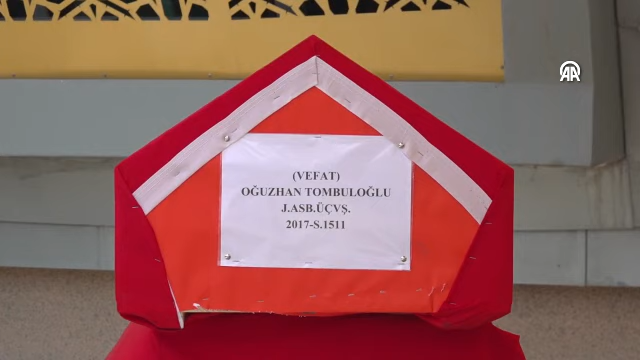 (VEFAT)
OĞUZHAN TOMBULOĞLU
J.ASB.ÜÇVŞ.
2017-S.1511
AA